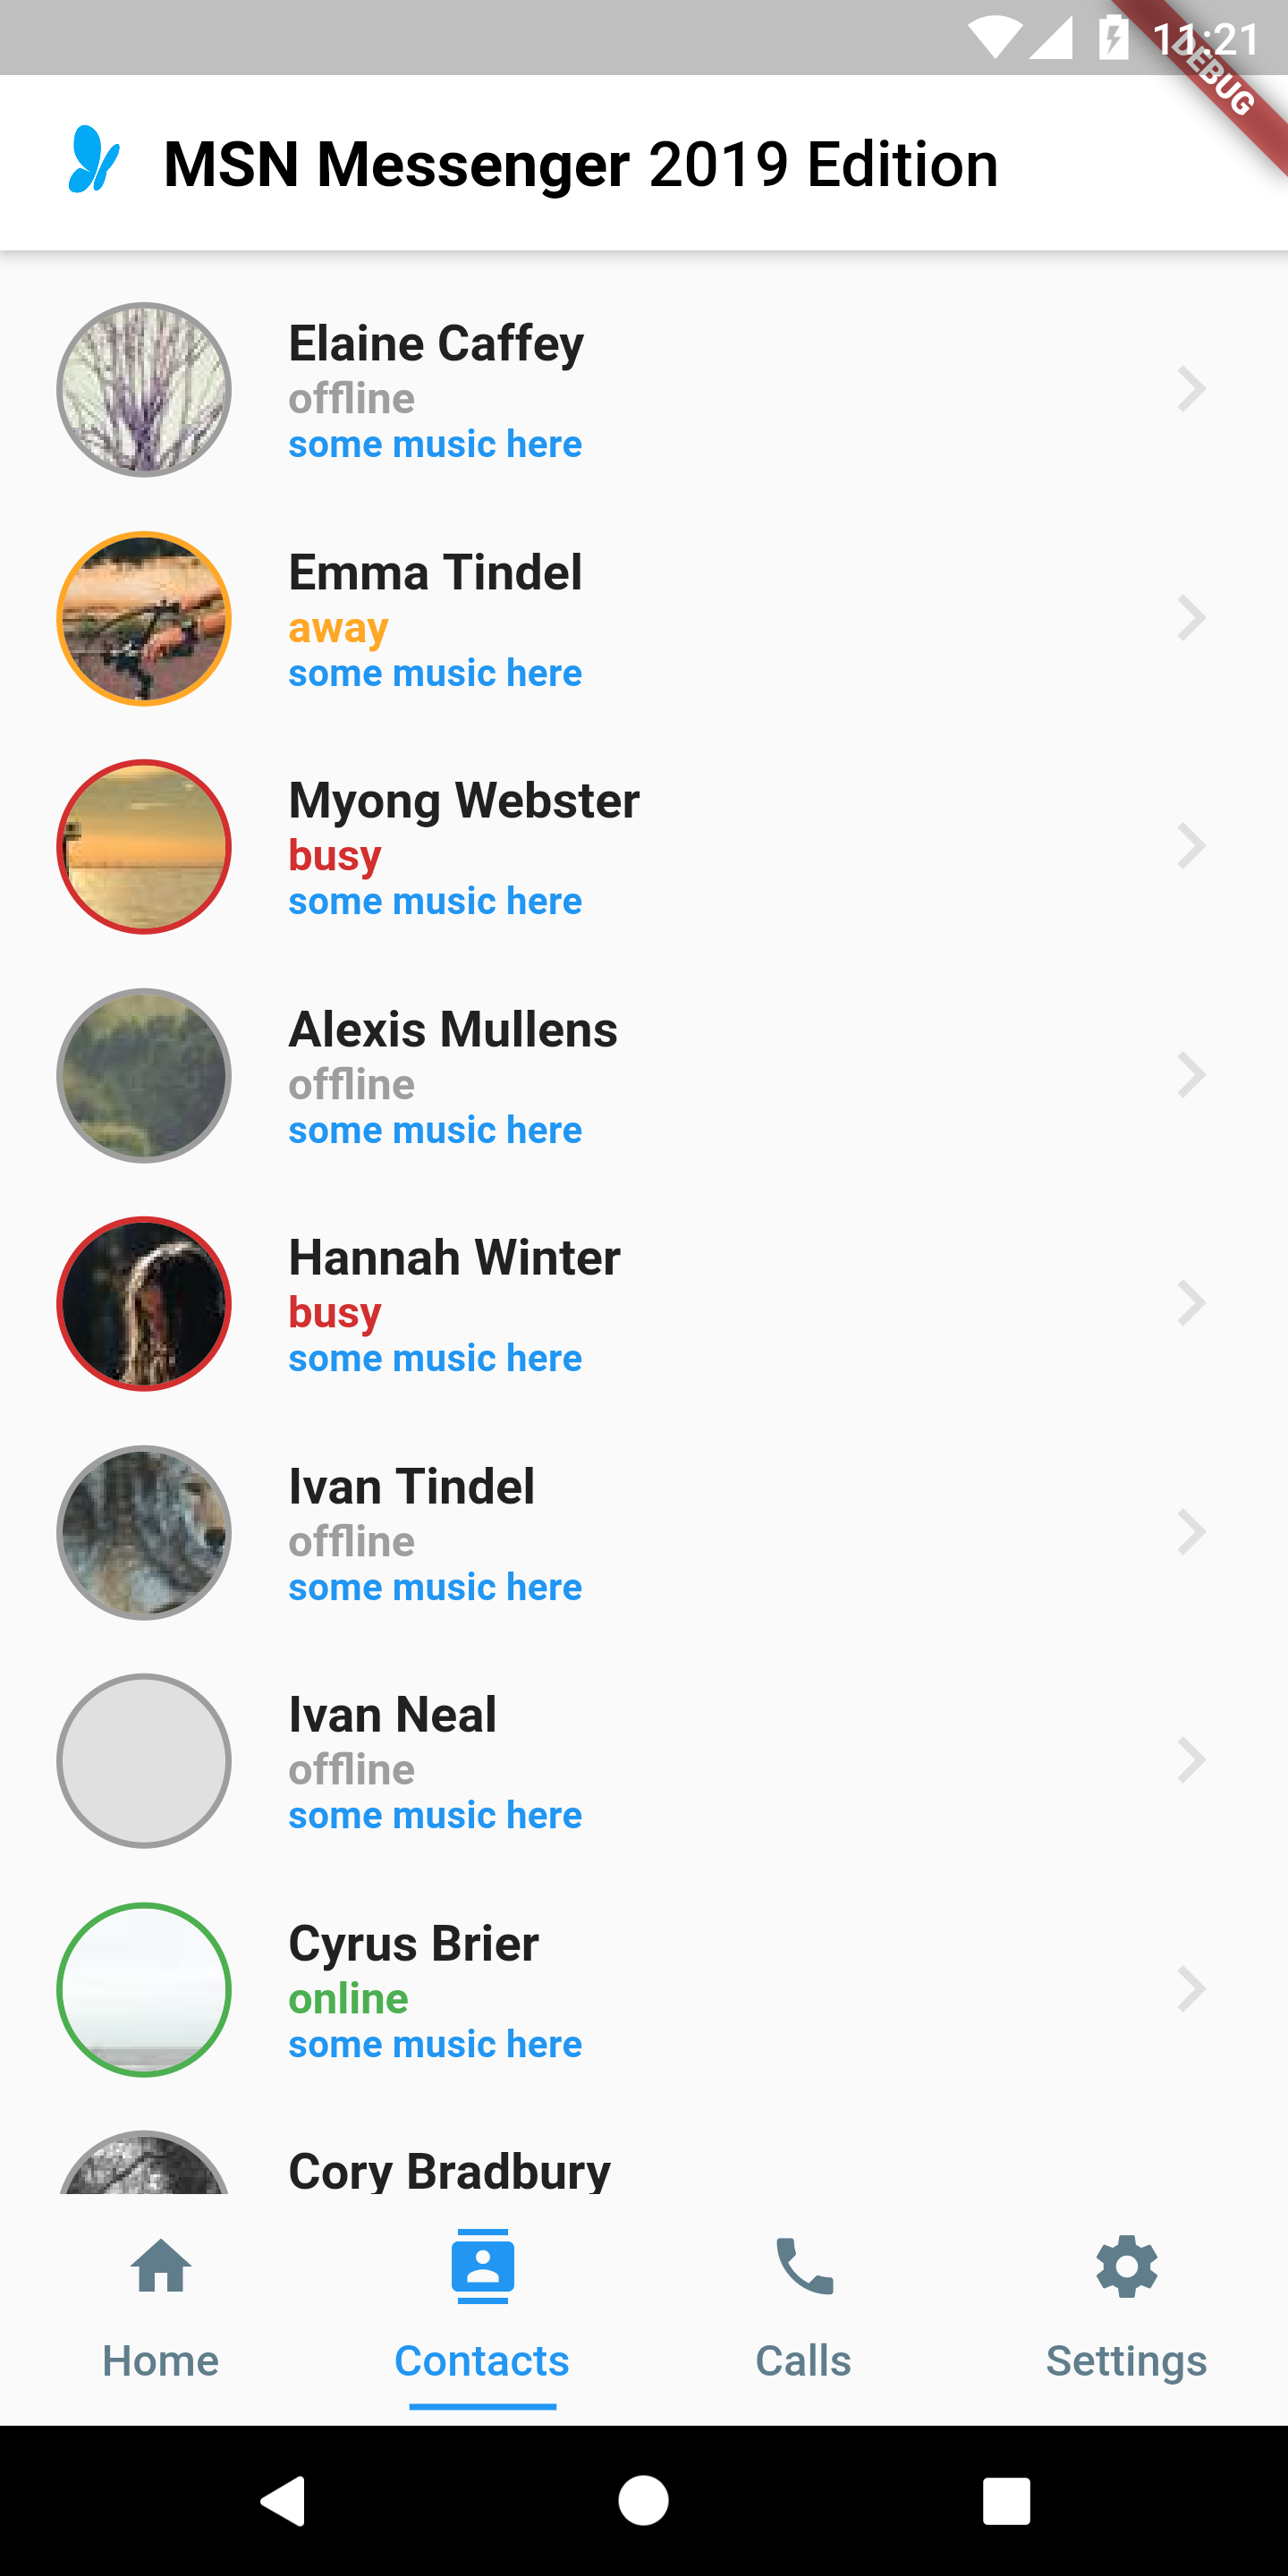 11:21
DEBUG
MSN Messenger 2019 Edition
Elaine Caffey
offline
some music here
Emma Tindel
away
some music here
Myong Webster
busy
some music here
Alexis Mullens
offline
some music here
Hannah Winter
busy
some music here
Ivan Tindel
offline
some music here
Ivan Neal
offline
some music here
Cyrus Brier
online
some music here
Cory Bradbury
Home
Contacts
Calls
Settings